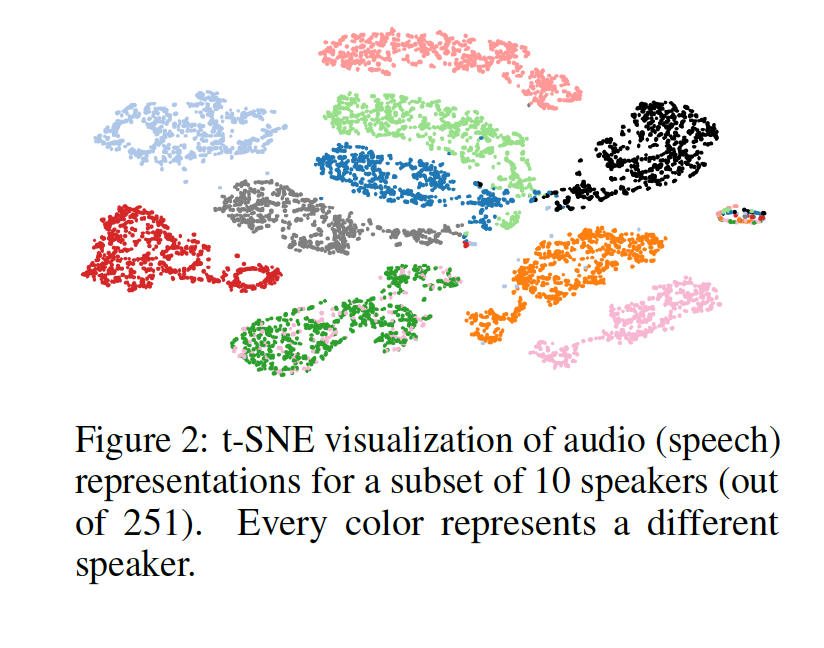 Figure 2: t-SNE visualization of audio (speech)
representations for a subset of 10 speakers (out
of 251). Every color represents a different
speaker.